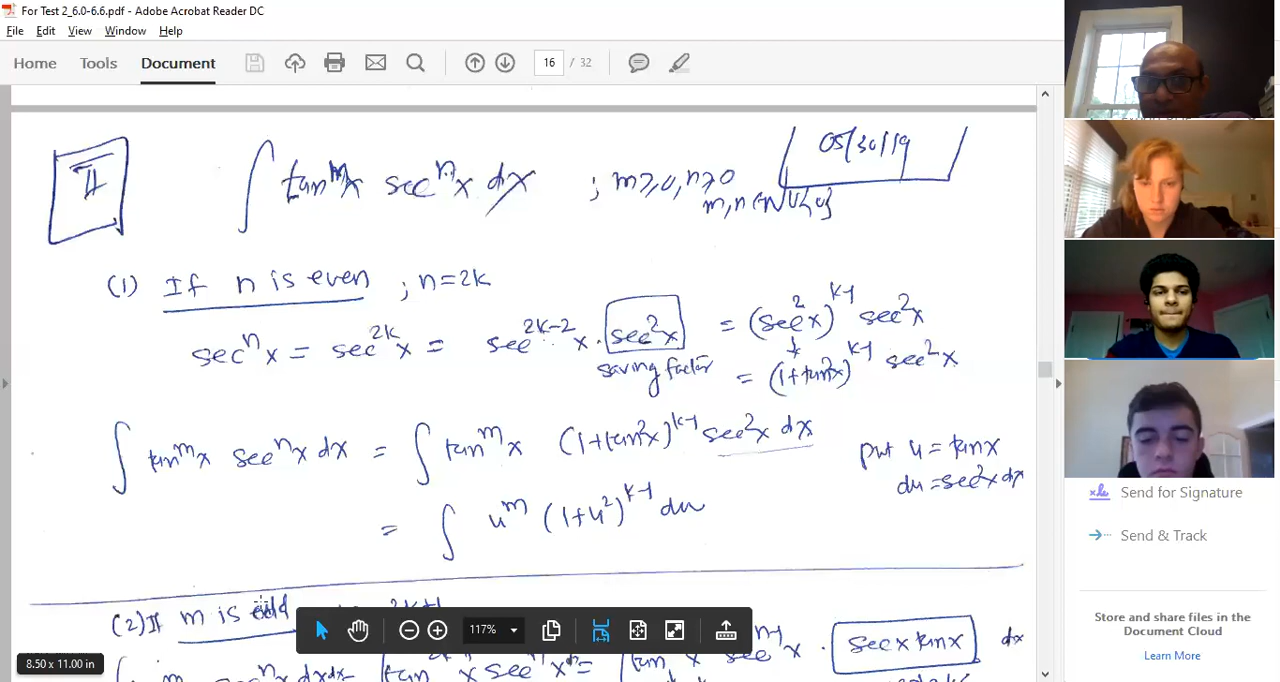 For Test 2_6.0-6.6.pdf - Adobe Acrobat Reader DC
File Edit View Window Help
Home Tools Document 16 / 32
II ∫ tan^m x sec^n x dx ; m≥0, n≥0 05/30/19
m, n ∈ N ∪ {0}
(1) If n is even ; n=2k
sec^n x = sec^2k x = sec^2k-2 x · sec^2 x = (sec^2 x)^k-1 sec^2 x
saving factor = (1+tan^2 x)^k-1 sec^2 x
∫ tan^m x sec^n x dx = ∫ tan^m x (1+tan^2 x)^k-1 sec^2 x dx put u = tan x
du = sec^2 x dx
= ∫ u^m (1+u^2)^k-1 du
(2) If m is odd 2k+1
sec x tan x dx
117%
8.50 x 11.00 in
Send for Signature
Send & Track
Store and share files in the
Document Cloud
Learn More